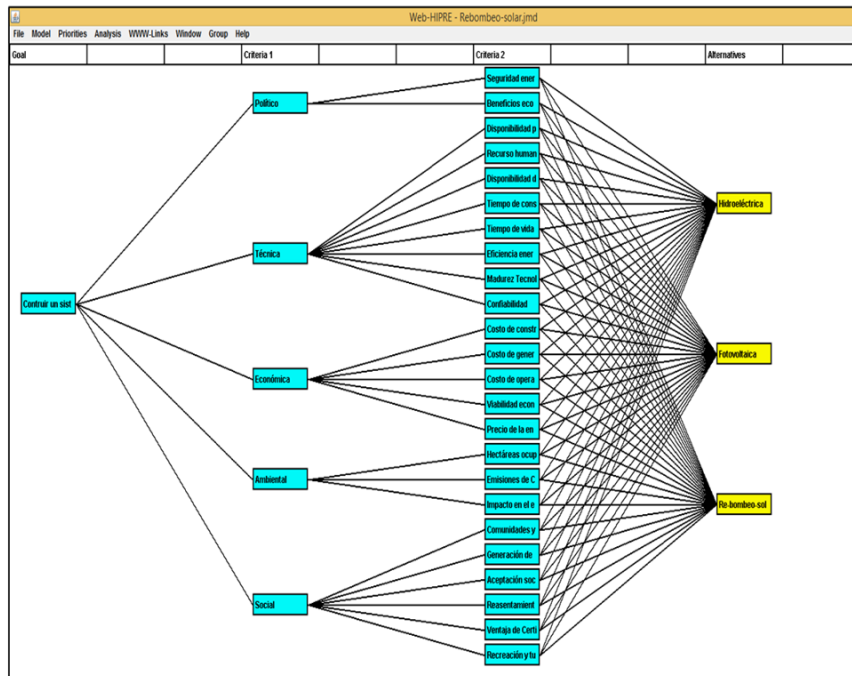 Web-HIPRE - Rebombeo-solar.jmd
File Model Priorities Analysis WWW-Links Window Group Help
Goal Criteria 1 Criteria 2 Alternatives
Seguridad ener
Político
Beneficios eco
Disponibilidad p
Recurso human
Disponibilidad d
Tiempo de cons
Hidroeléctrica
Tiempo de vida
Técnica
Eficiencia ener
Madurez Tecnol
Contruir un sist
Confiabilidad
Costo de constr
Costo de gener
Fotovoltaica
Económica
Costo de opera
Viabilidad econ
Precio de la en
Hectáreas ocup
Ambiental
Emisiones de C
Impacto en el e
Re-bombeo-sol
Comunidades y
Generación de
Aceptación soc
Social
Reasentamient
Ventaja de Certi
Recreación y tu